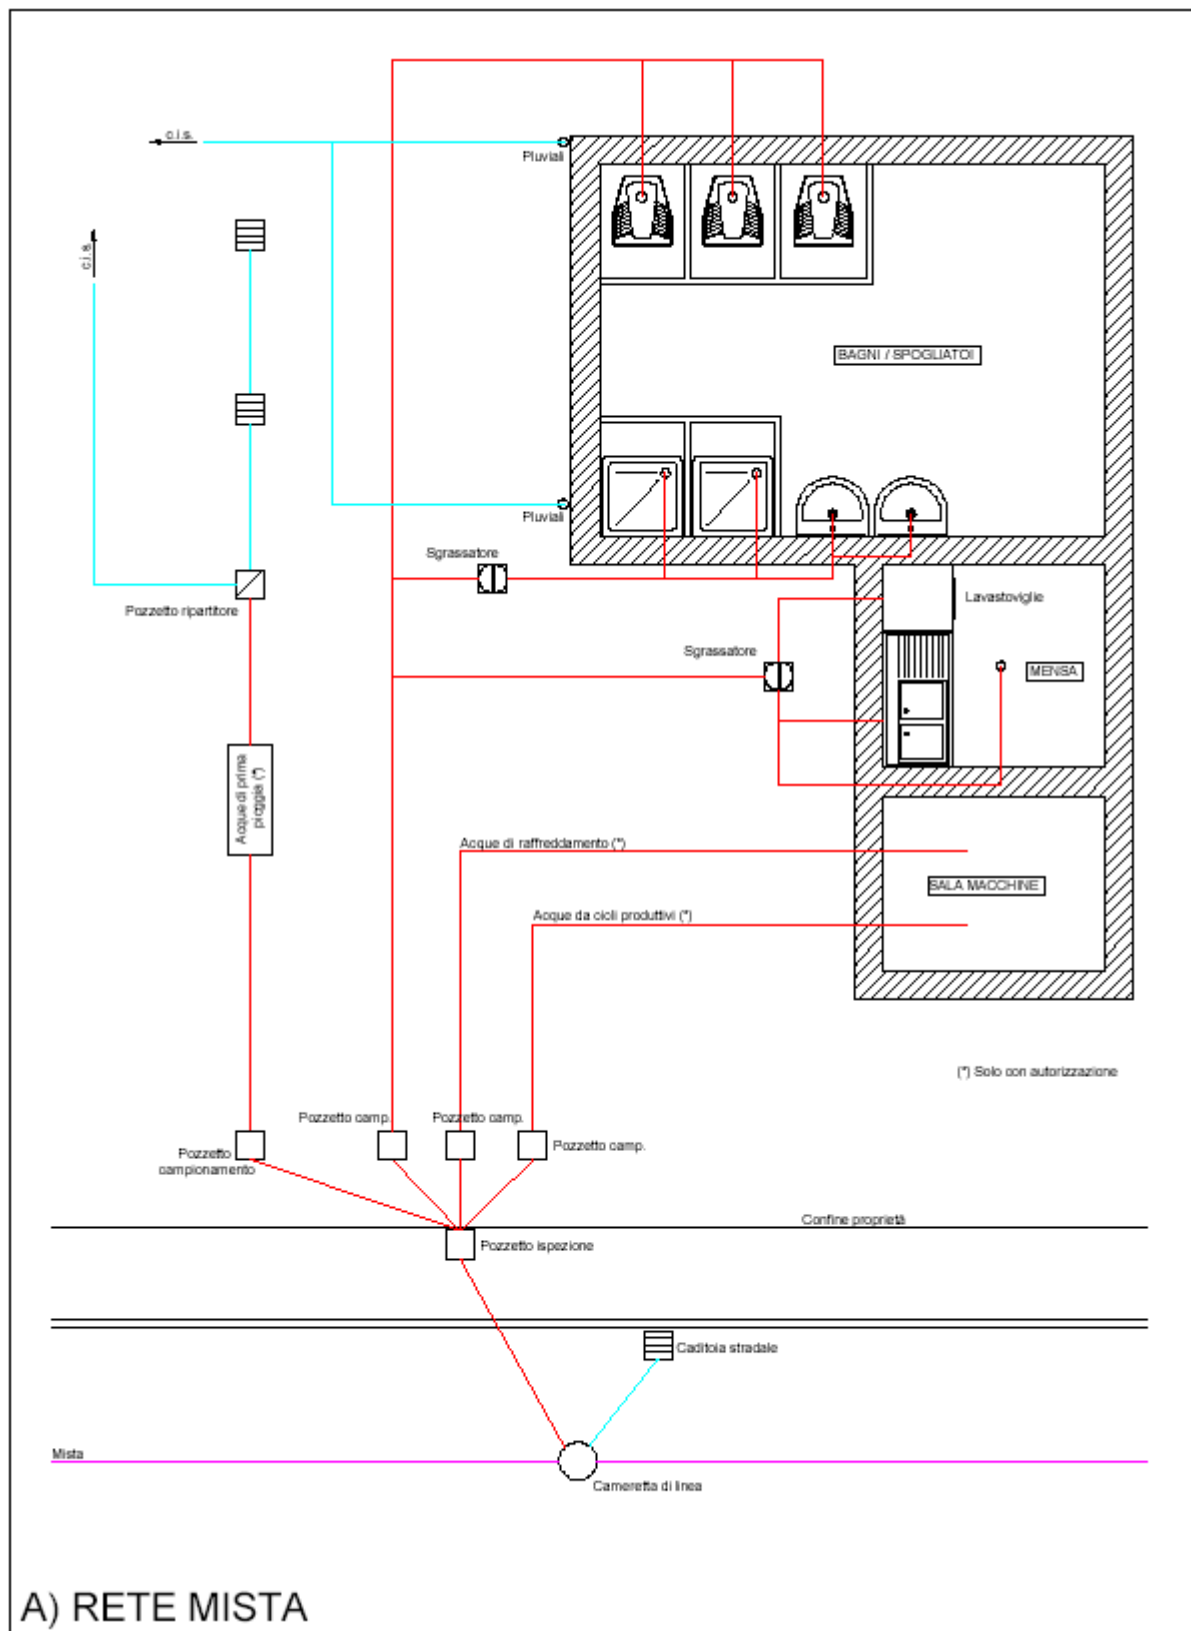 c.i.s.
Pluviali
c.i.s.
BAGNI / SPOGLIATOI
Pluviali
Sgrassatore
Pozzetto ripartitore
Lavastoviglie
Sgrassatore
MENSA
Acque di prima
pioggia (*)
Acque di raffreddamento (*)
SALA MACCHINE
Acque da cicli produttivi (*)
(*) Solo con autorizzazione
Pozzetto camp.
Pozzetto camp.
Pozzetto
campionamento
Pozzetto camp.
Confine proprietà
Pozzetto ispezione
Caditoia stradale
Mista
Cameretta di linea
A) RETE MISTA